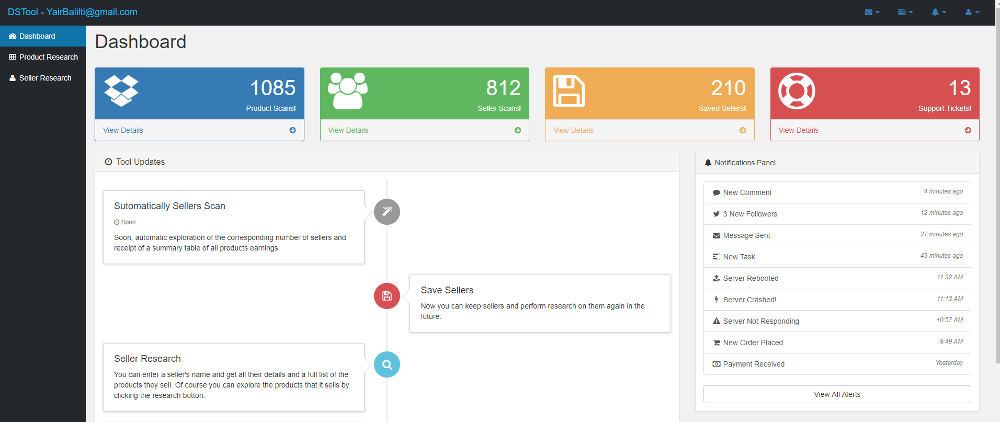 DSTool - YairBalilti@gmail.com
Dashboard
Product Research
Seller Research
Dashboard
1085
Product Scans!
View Details
812
Seller Scans!
View Details
210
Saved Sellers!
View Details
13
Support Tickets!
View Details
Tool Updates
Sutomatically Sellers Scan
Soon
Soon, automatic exploration of the corresponding number of sellers and
receipt of a summary table of all products earnings.
Save Sellers
Now you can keep sellers and perform research on them again in the
future.
Seller Research
You can enter a seller's name and get all their details and a full list of the
products they sell. Of course you can explore the products that it sells by
clicking the research button.
Notifications Panel
New Comment 4 minutes ago
3 New Followers 12 minutes ago
Message Sent 27 minutes ago
New Task 43 minutes ago
Server Rebooted 11:32 AM
Server Crashed! 11:13 AM
Server Not Responding 10:57 AM
New Order Placed 9:49 AM
Payment Received Yesterday
View All Alerts